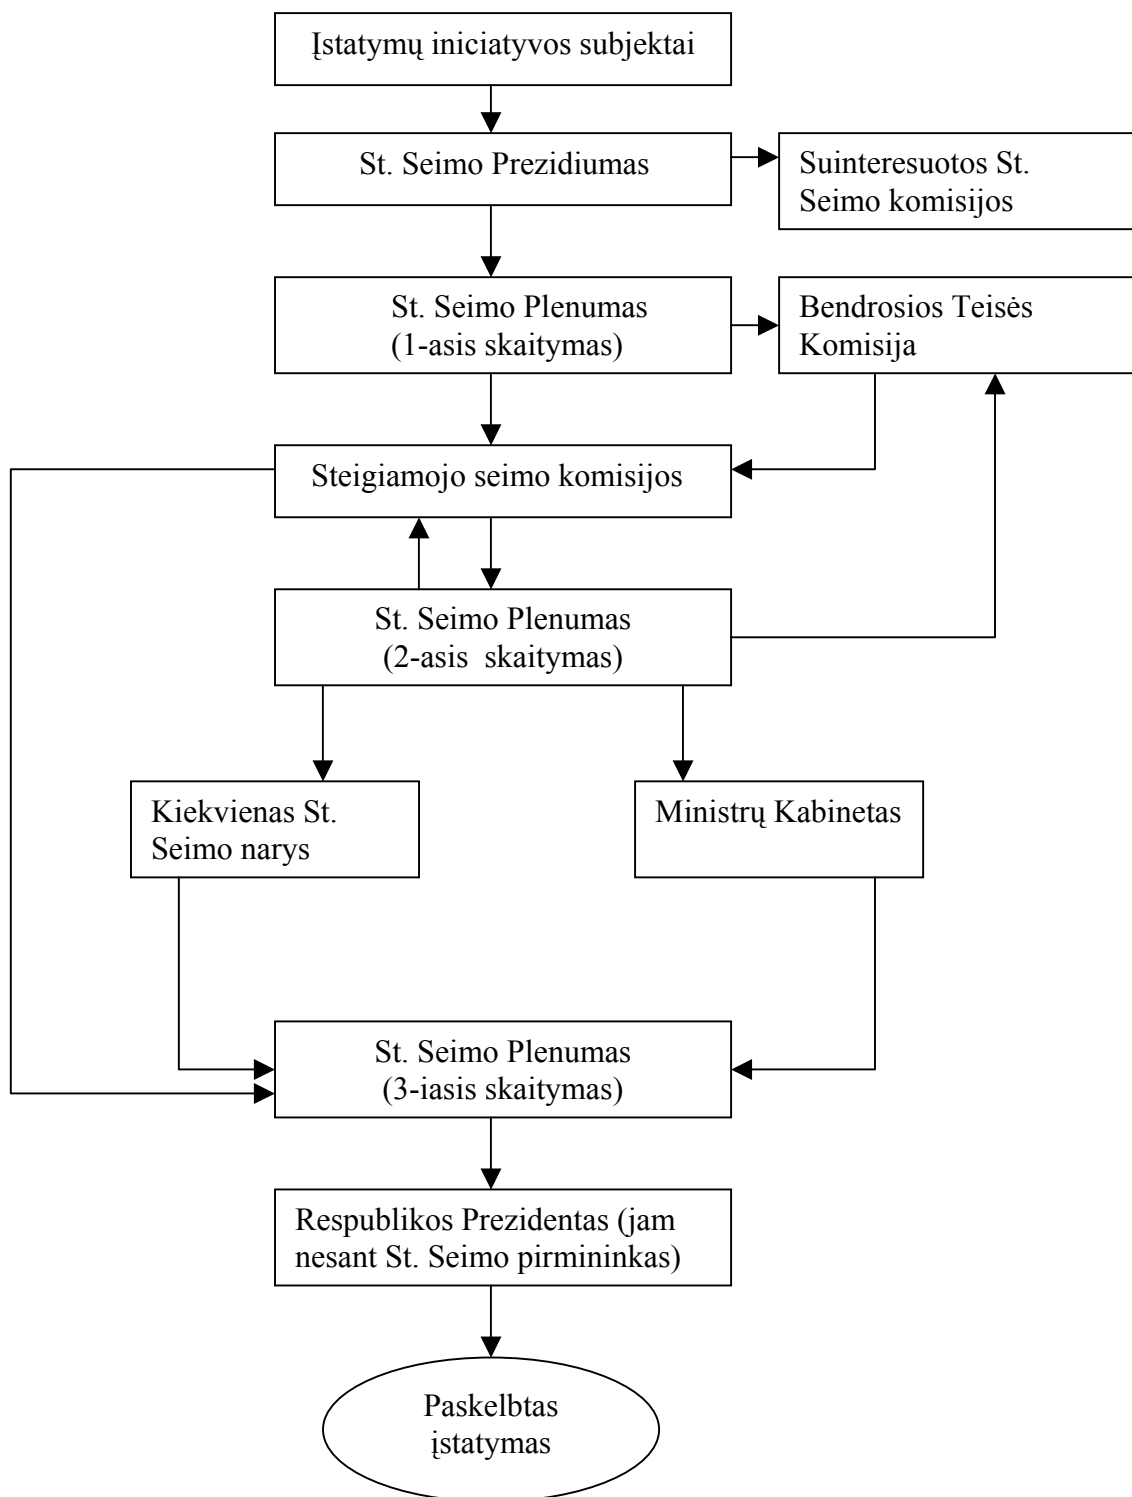 Įstatymų iniciatyvos subjektai
St. Seimo Prezidiumas
Suinteresuotos St.
Seimo komisijos
St. Seimo Plenumas
(1-asis skaitymas)
Bendrosios Teisės
Komisija
Steigiamojo seimo komisijos
St. Seimo Plenumas
(2-asis skaitymas)
Kiekvienas St.
Seimo narys
Ministrų Kabinetas
St. Seimo Plenumas
(3-iasis skaitymas)
Respublikos Prezidentas (jam
nesant St. Seimo pirmininkas)
Paskelbtas
įstatymas